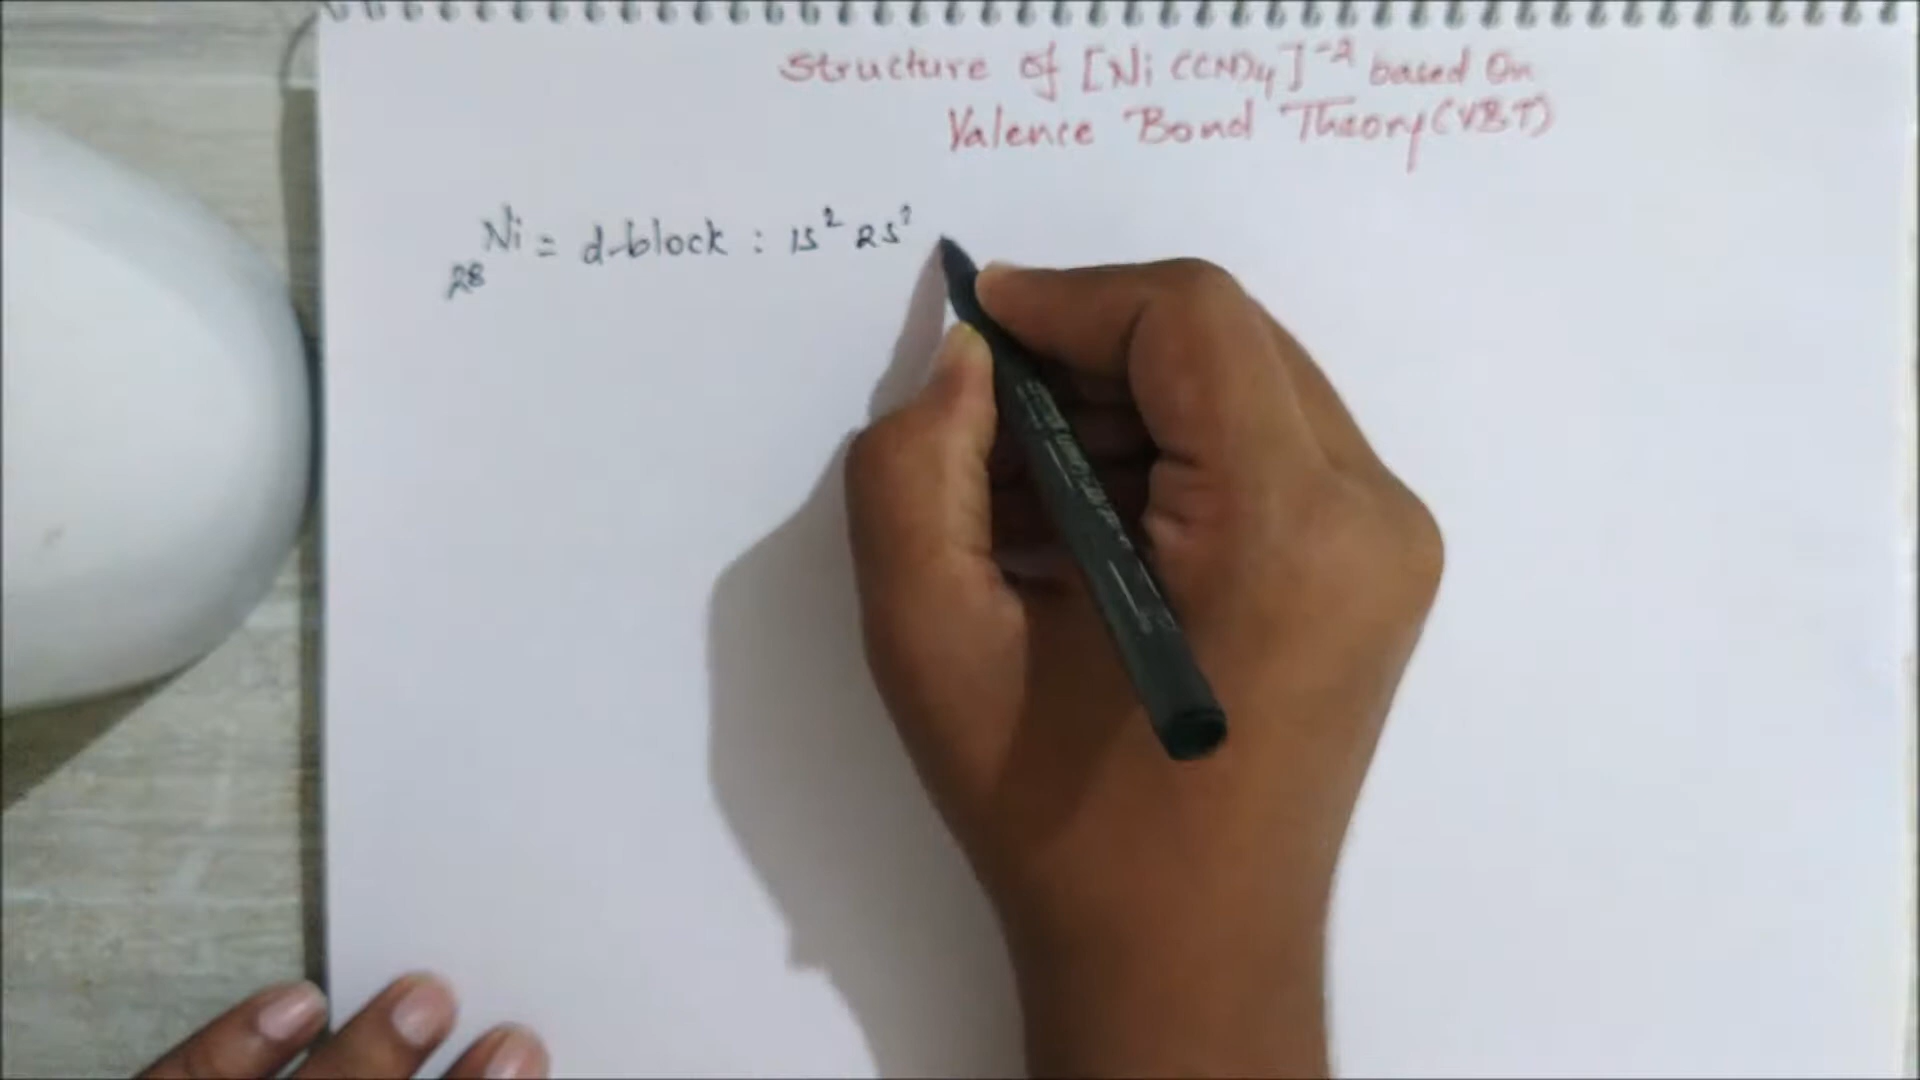 Structure of [Ni (CN)4]⁻² based on
Valence Bond Theory (VBT)
₂₈Ni = d-block : 1s² 2s²